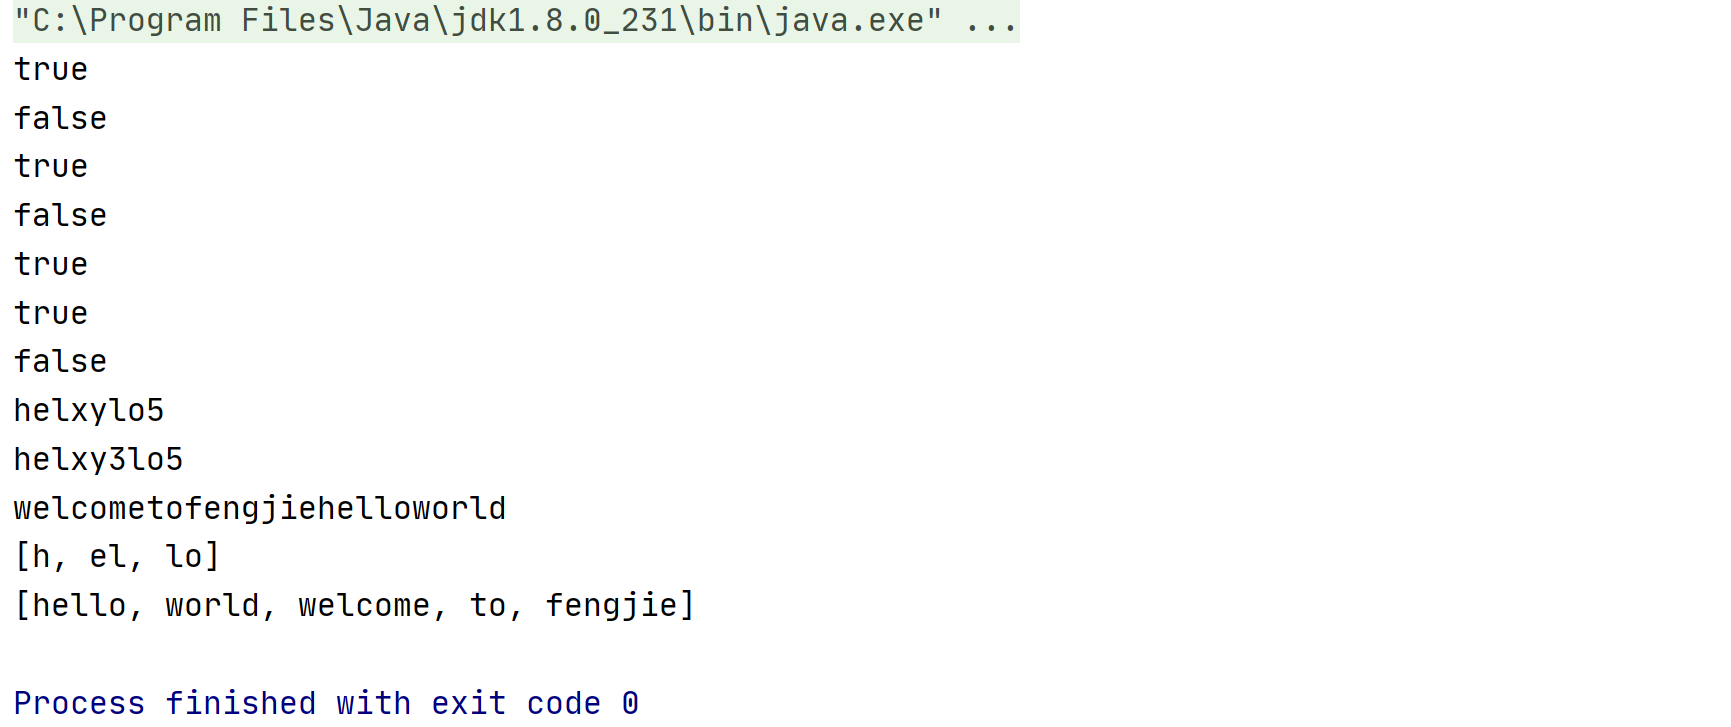 "C:\Program Files\Java\jdk1.8.0_231\bin\java.exe" ...
true
false
true
false
true
true
false
helxylo5
helxy3lo5
welcometofengjiehelloworld
[h, el, lo]
[hello, world, welcome, to, fengjie]
Process finished with exit code 0